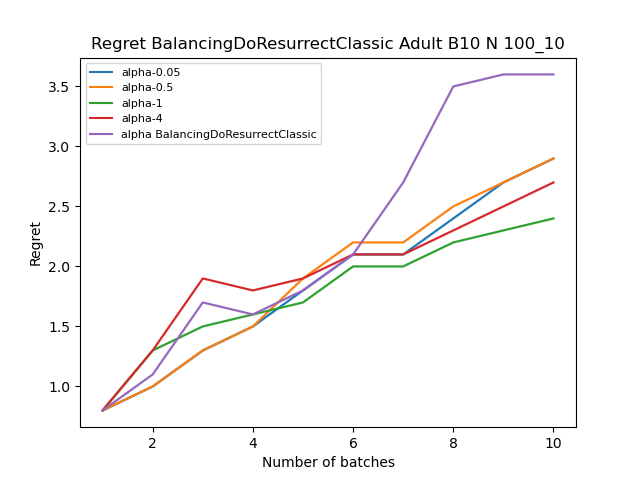 Regret BalancingDoResurrectClassic Adult B10 N 100_10
alpha-0.05
alpha-0.5
alpha-1
alpha-4
alpha BalancingDoResurrectClassic
3.5
3.0
2.5
2.0
1.5
1.0
Regret
2 4 6 8 10
Number of batches